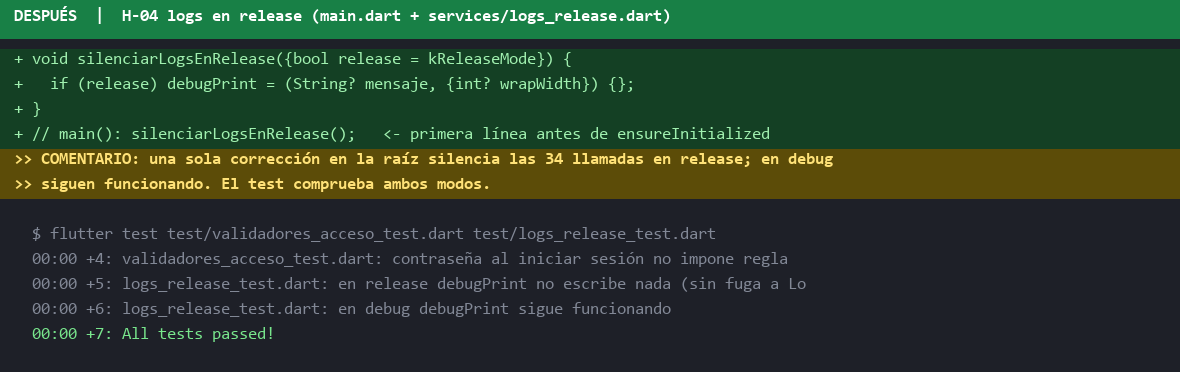 DESPUÉS | H-04 logs en release (main.dart + services/logs_release.dart)
+ void silenciarLogsEnRelease({bool release = kReleaseMode}) {
+   if (release) debugPrint = (String? mensaje, {int? wrapWidth}) {};
+ }
+ // main(): silenciarLogsEnRelease();   <- primera línea antes de ensureInitialized
>> COMENTARIO: una sola corrección en la raíz silencia las 34 llamadas en release; en debug
>> siguen funcionando. El test comprueba ambos modos.
$ flutter test test/validadores_acceso_test.dart test/logs_release_test.dart
00:00 +4: validadores_acceso_test.dart: contraseña al iniciar sesión no impone regla
00:00 +5: logs_release_test.dart: en release debugPrint no escribe nada (sin fuga a Lo
00:00 +6: logs_release_test.dart: en debug debugPrint sigue funcionando
00:00 +7: All tests passed!